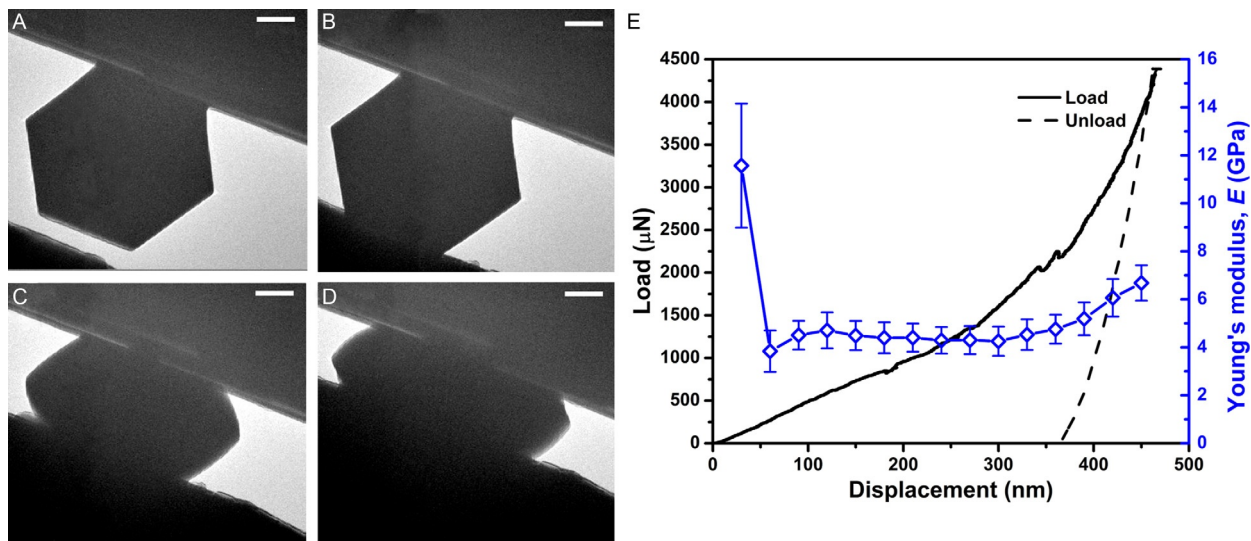 A
B
C
D
E
4500
4000
3500
3000
2500
2000
1500
1000
500
0
Load (μN)
Load
Unload
16
14
12
10
8
6
4
2
0
Young's modulus, E (GPa)
0 100 200 300 400 500
Displacement (nm)